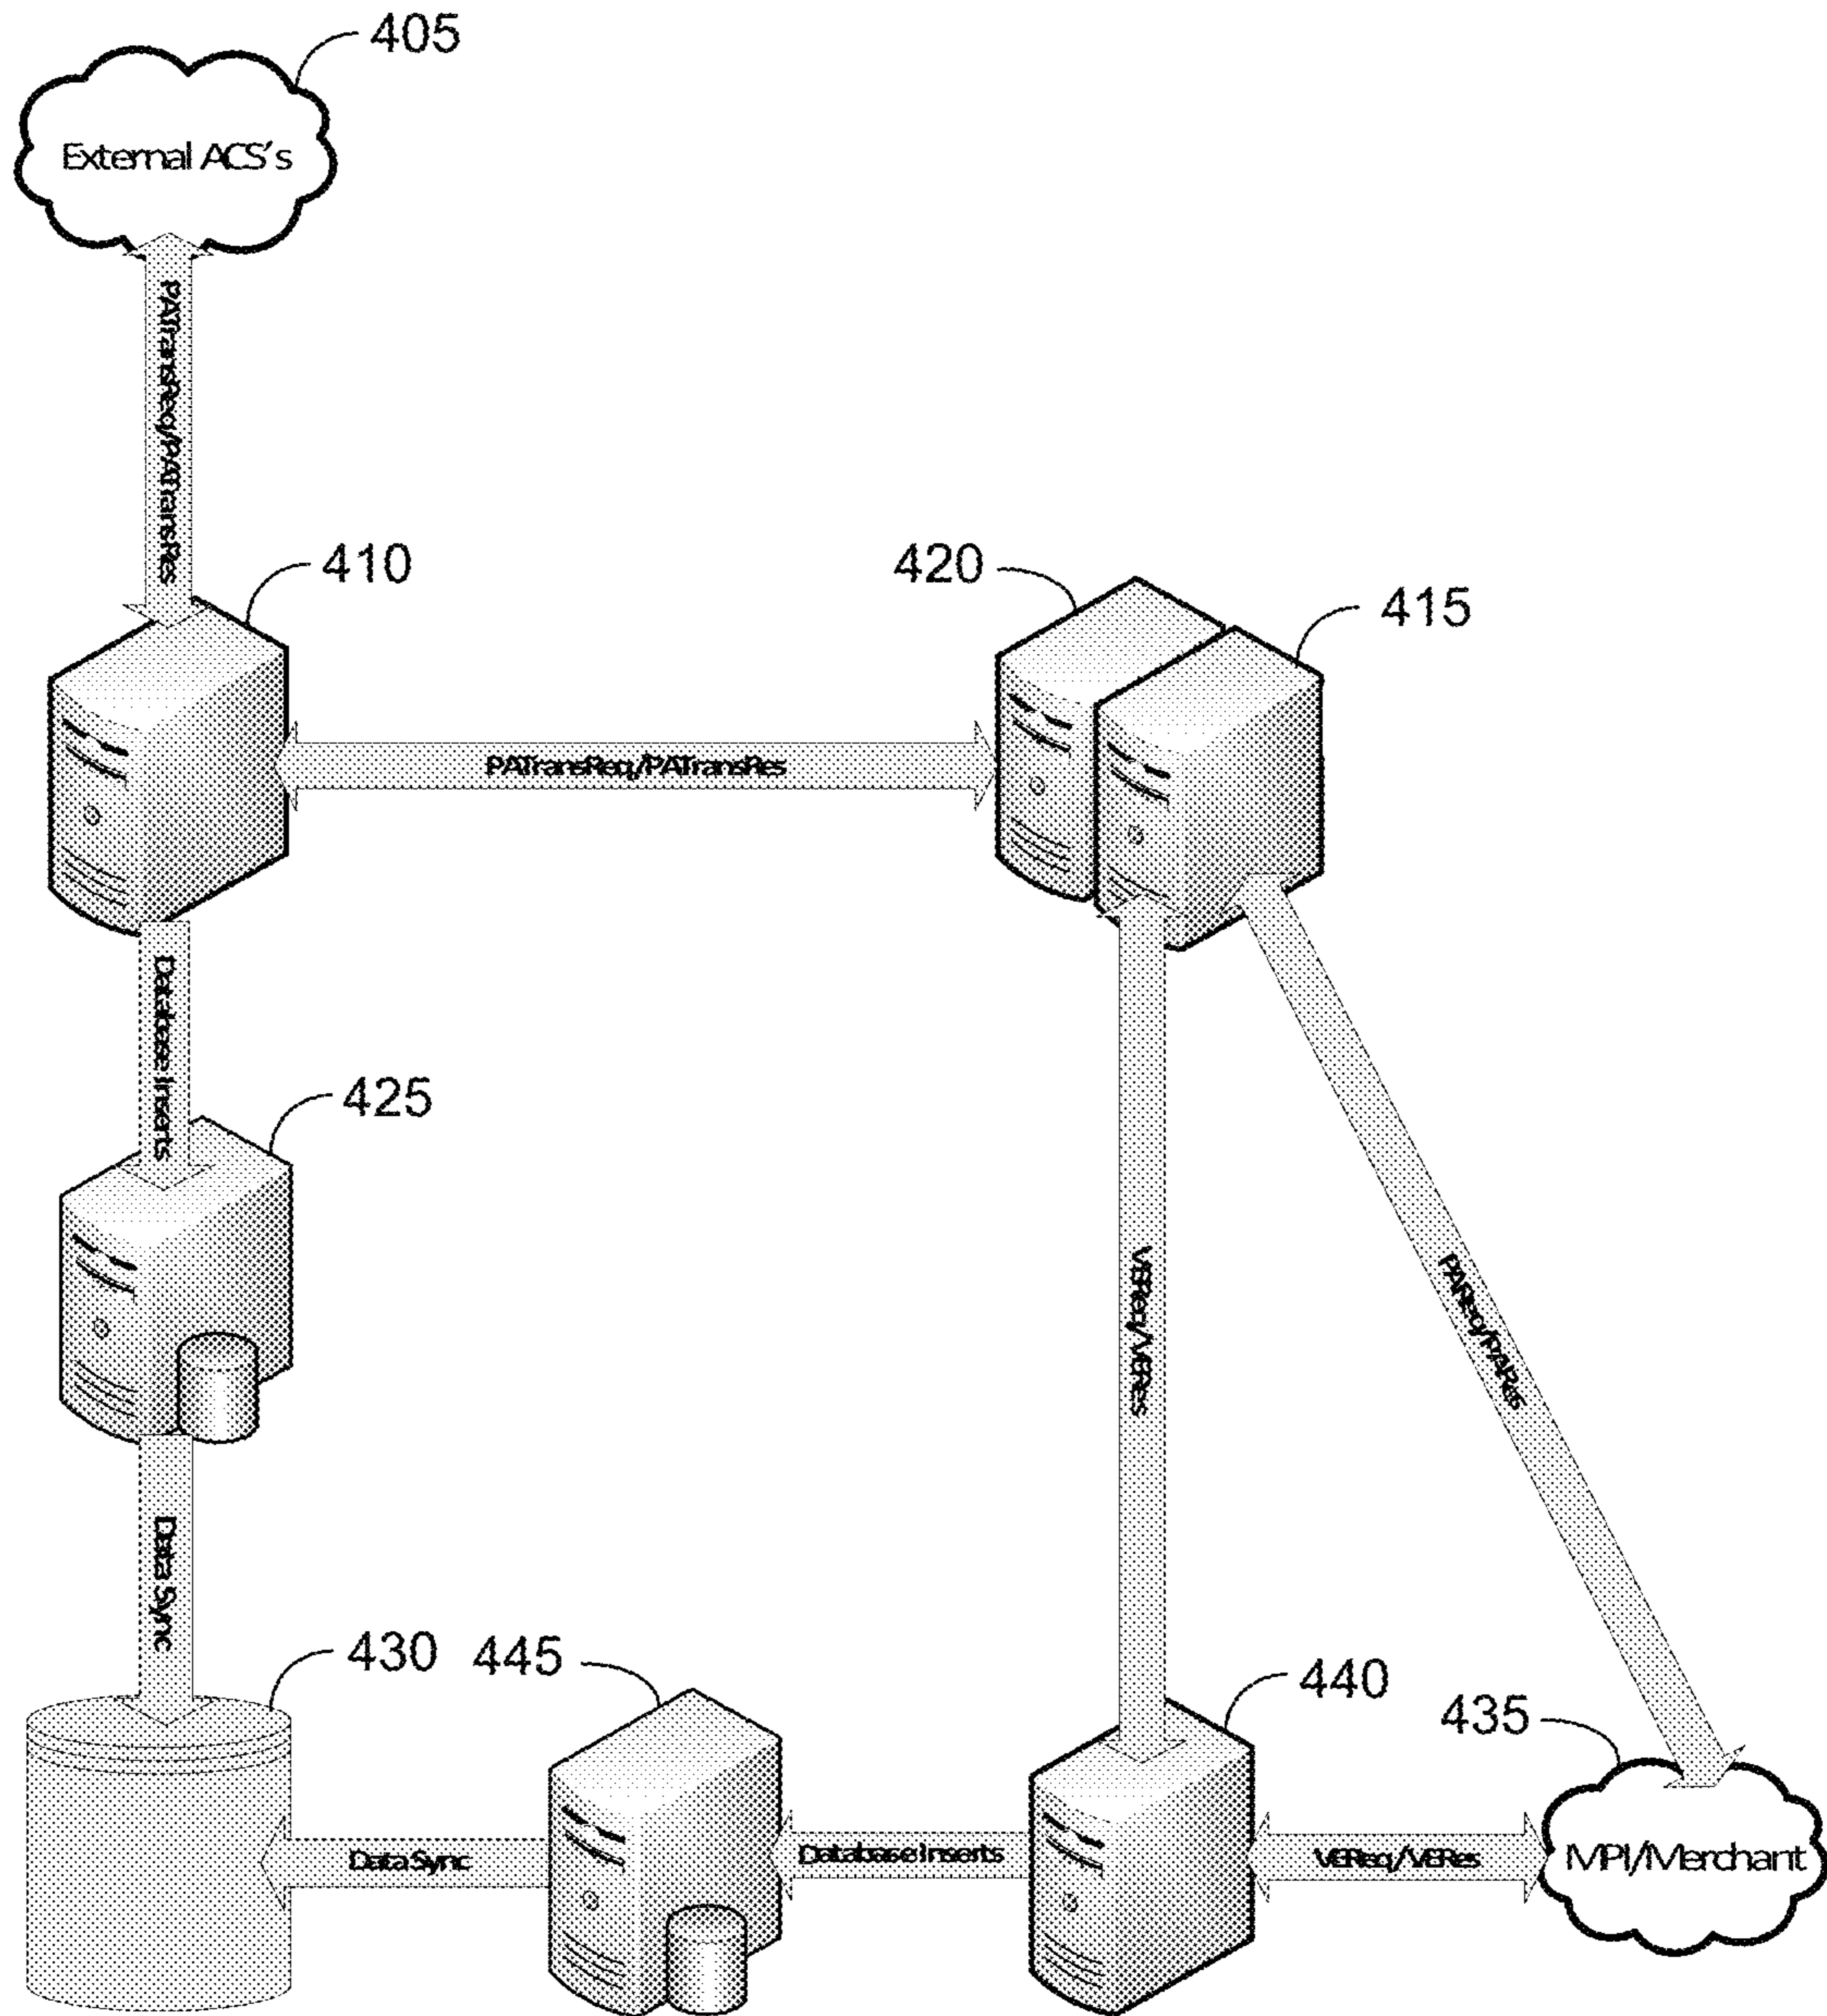 405
External ACS's
PATransReq/PATransRes
410
420
415
PATransReq/PATransRes
Database Inserts
425
VEReq/VERes
PAReq/PARes
Data Sync
430
445
440
435
Data Sync
Database Inserts
VEReq/VERes
MPI/Merchant